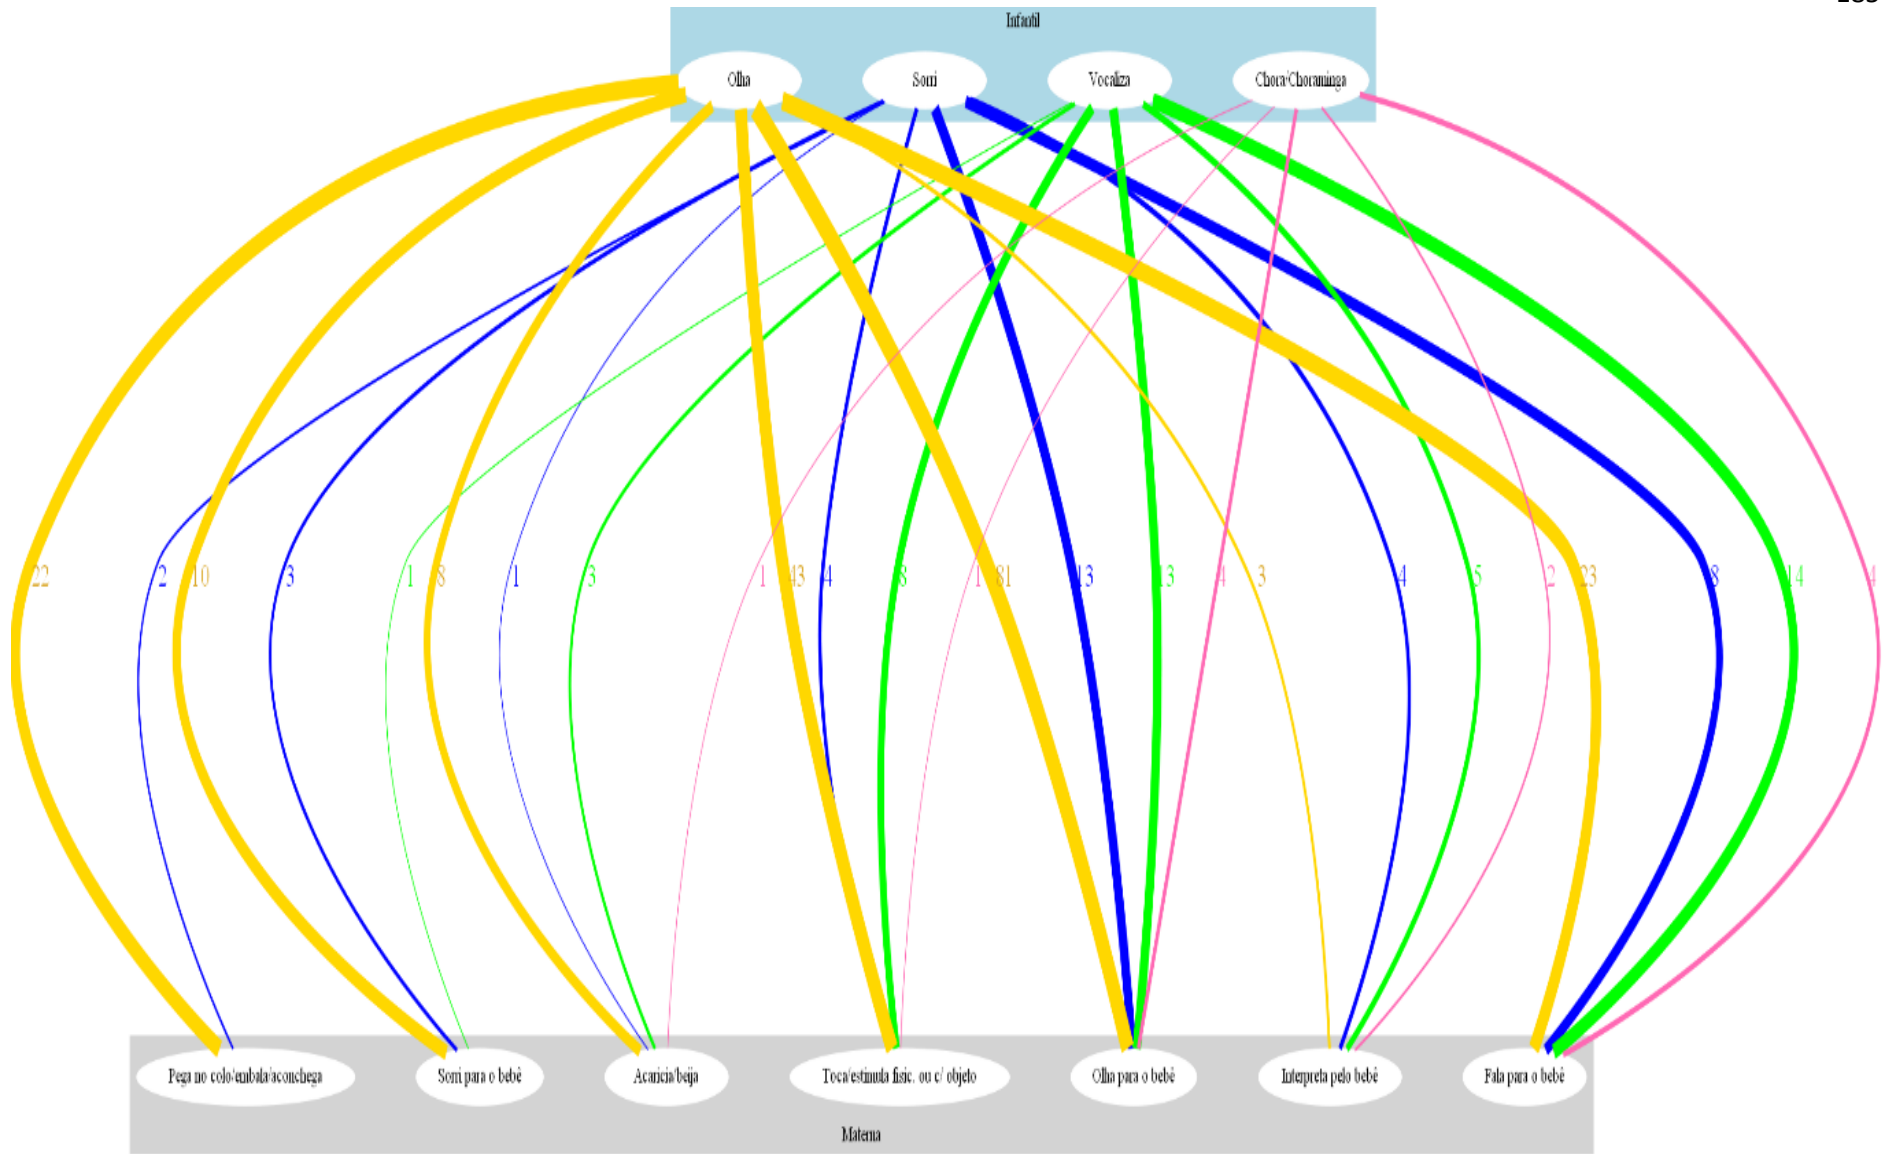 Infantil
Olha
Sorri
Vocaliza
Chora/Choraminga
22 2 10 3 1 8 1 3 1 43 4 8 1 81 13 13 4 3 4 5 2 23 8 14 4
Pega no colo/embala/aconchega
Sorri para o bebê
Acaricia/beija
Toca/estimula fisic. ou c/ objeto
Olha para o bebê
Interpreta pelo bebê
Fala para o bebê
Materna